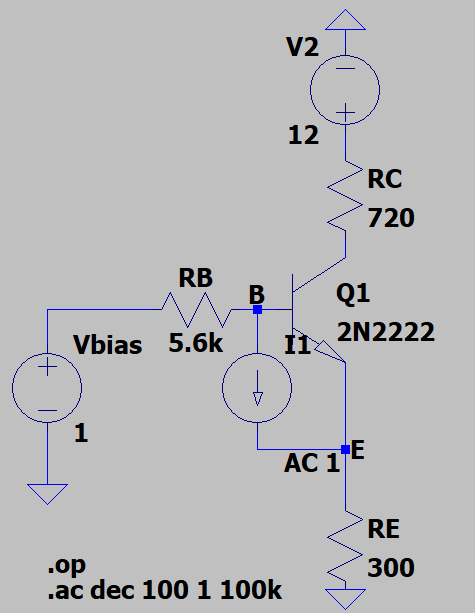 V2
12
RC
720
RB
B
Q1
Vbias
5.6k
I1
2N2222
1
AC 1
E
RE
300
.op
.ac dec 100 1 100k